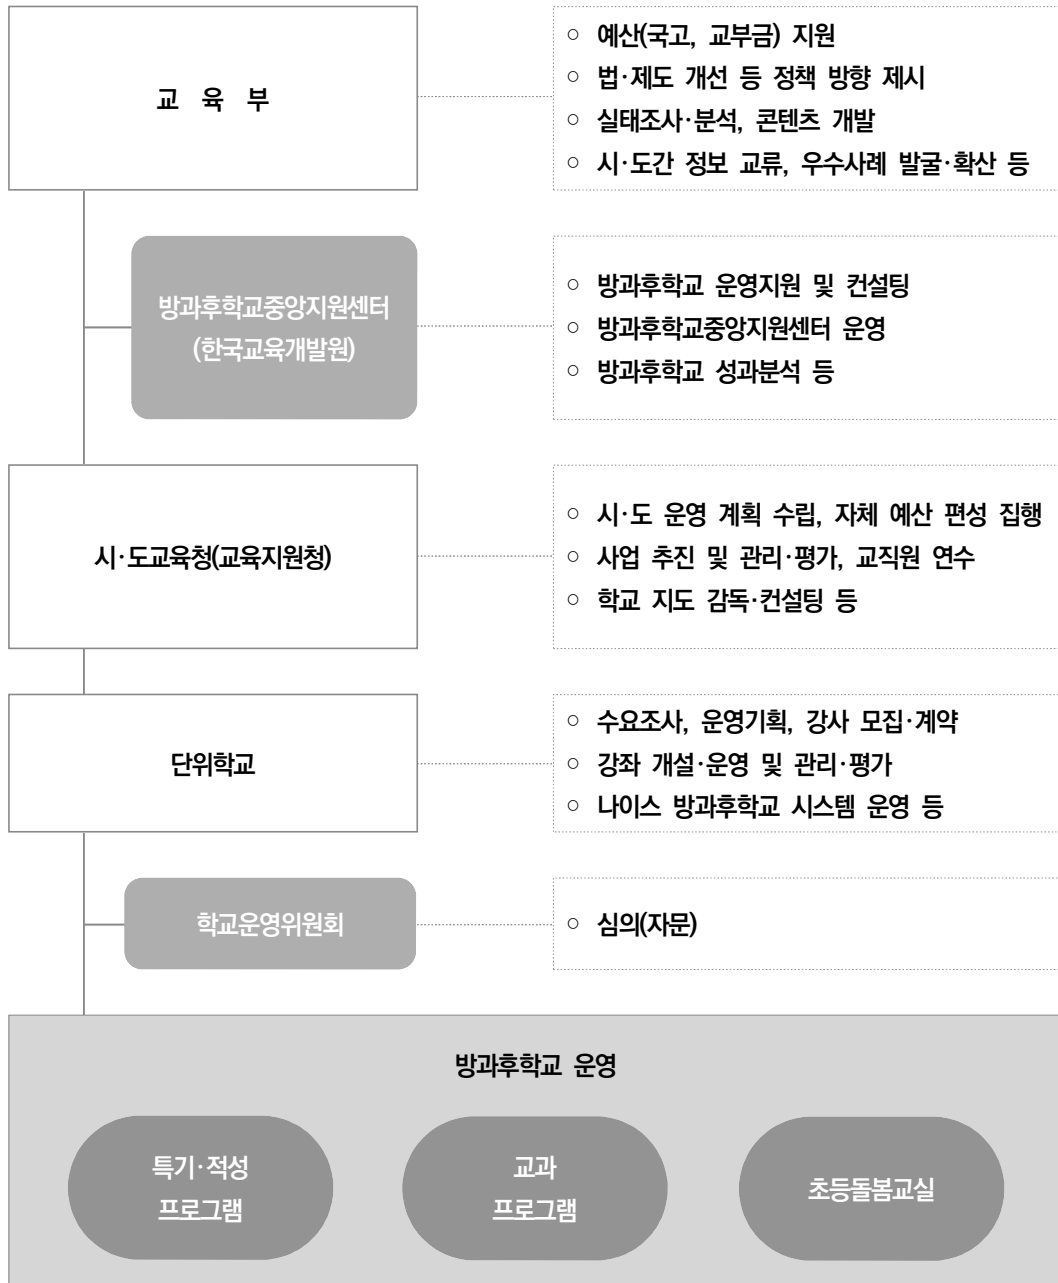 교 육 부
○ 예산(국고, 교부금) 지원
○ 법·제도 개선 등 정책 방향 제시
○ 실태조사·분석, 콘텐츠 개발
○ 시·도간 정보 교류, 우수사례 발굴·확산 등
방과후학교중앙지원센터
(한국교육개발원)
○ 방과후학교 운영지원 및 컨설팅
○ 방과후학교중앙지원센터 운영
○ 방과후학교 성과분석 등
시·도교육청(교육지원청)
○ 시·도 운영 계획 수립, 자체 예산 편성 집행
○ 사업 추진 및 관리·평가, 교직원 연수
○ 학교 지도 감독·컨설팅 등
단위학교
○ 수요조사, 운영기획, 강사 모집·계약
○ 강좌 개설·운영 및 관리·평가
○ 나이스 방과후학교 시스템 운영 등
학교운영위원회
○ 심의(자문)
방과후학교 운영
특기·적성
프로그램
교과
프로그램
초등돌봄교실